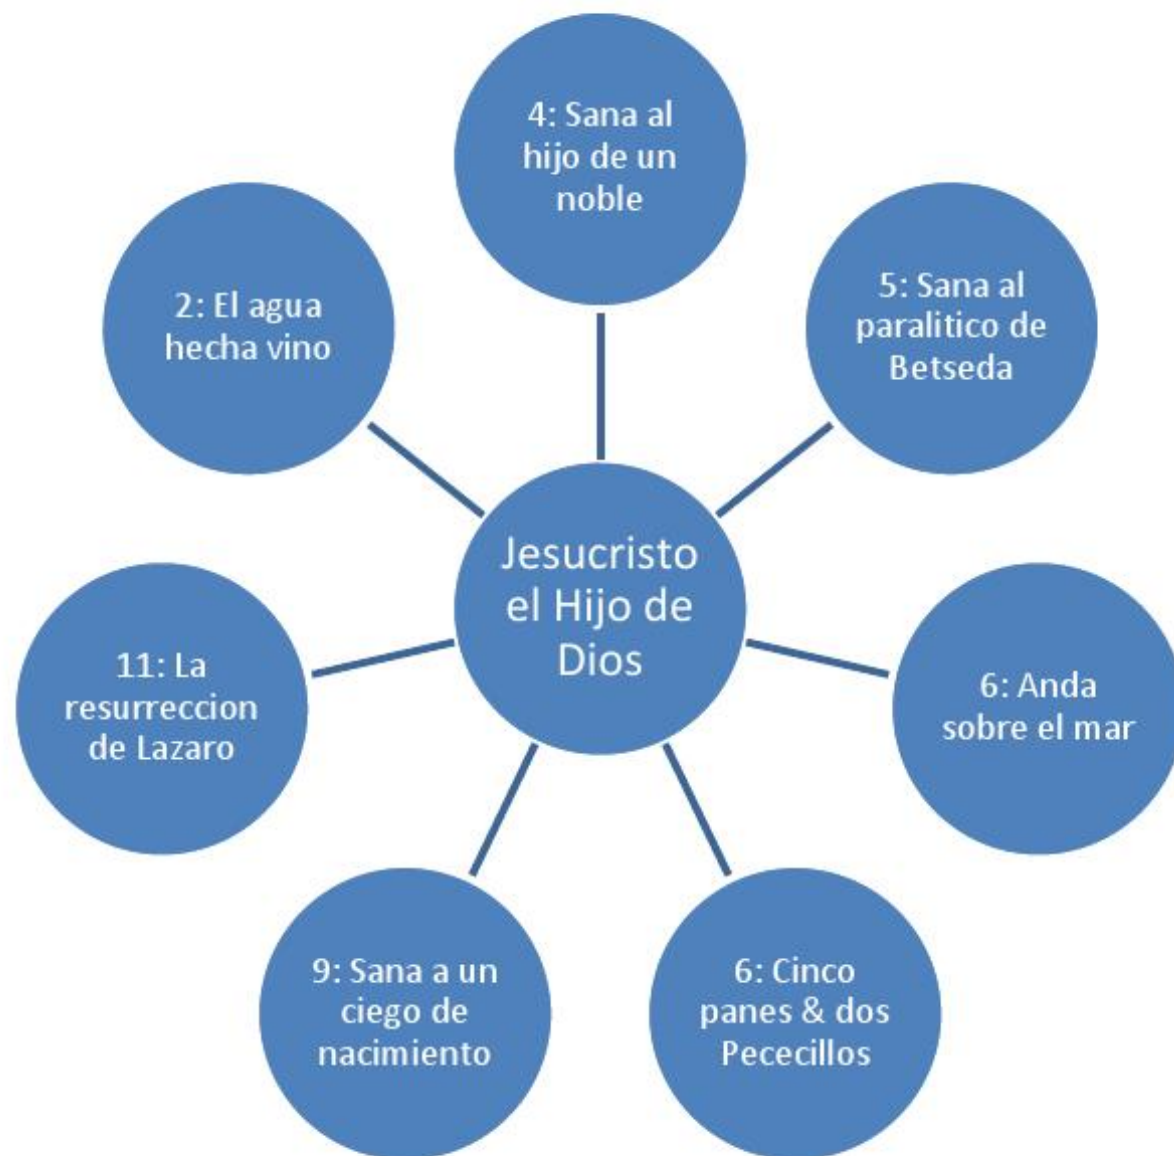 4: Sana al
hijo de un
noble
2: El agua
hecha vino
5: Sana al
paralitico de
Betseda
Jesucristo
el Hijo de
Dios
11: La
resurreccion
de Lazaro
6: Anda
sobre el mar
9: Sana a un
ciego de
nacimiento
6: Cinco
panes & dos
Pececillos